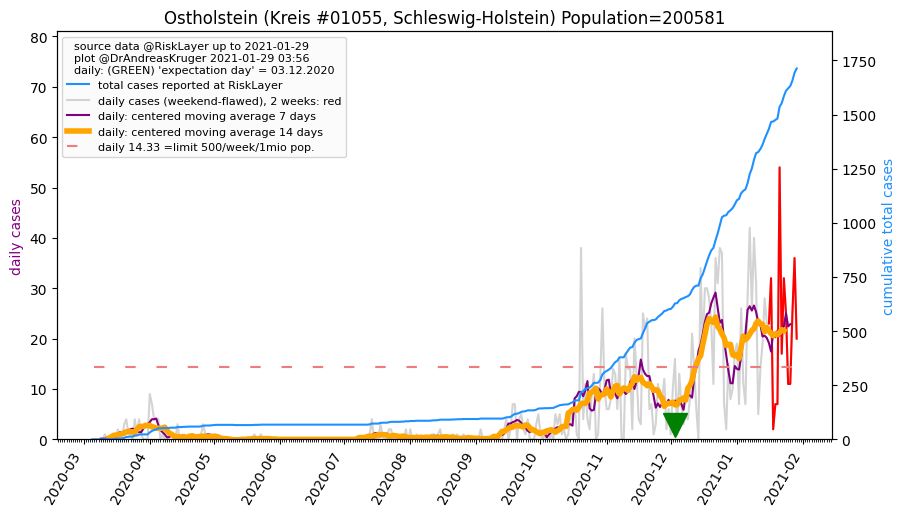 Ostholstein (Kreis #01055, Schleswig-Holstein) Population=200581
source data @RiskLayer up to 2021-01-29
plot @DrAndreasKruger 2021-01-29 03:56
daily: (GREEN) 'expectation day' = 03.12.2020
total cases reported at RiskLayer
daily cases (weekend-flawed), 2 weeks: red
daily: centered moving average 7 days
daily: centered moving average 14 days
daily 14.33 =limit 500/week/1mio pop.
daily cases
80
70
60
50
40
30
20
10
0
cumulative total cases
1750
1500
1250
1000
750
500
250
0
2020-03
2020-04
2020-05
2020-06
2020-07
2020-08
2020-09
2020-10
2020-11
2020-12
2021-01
2021-02